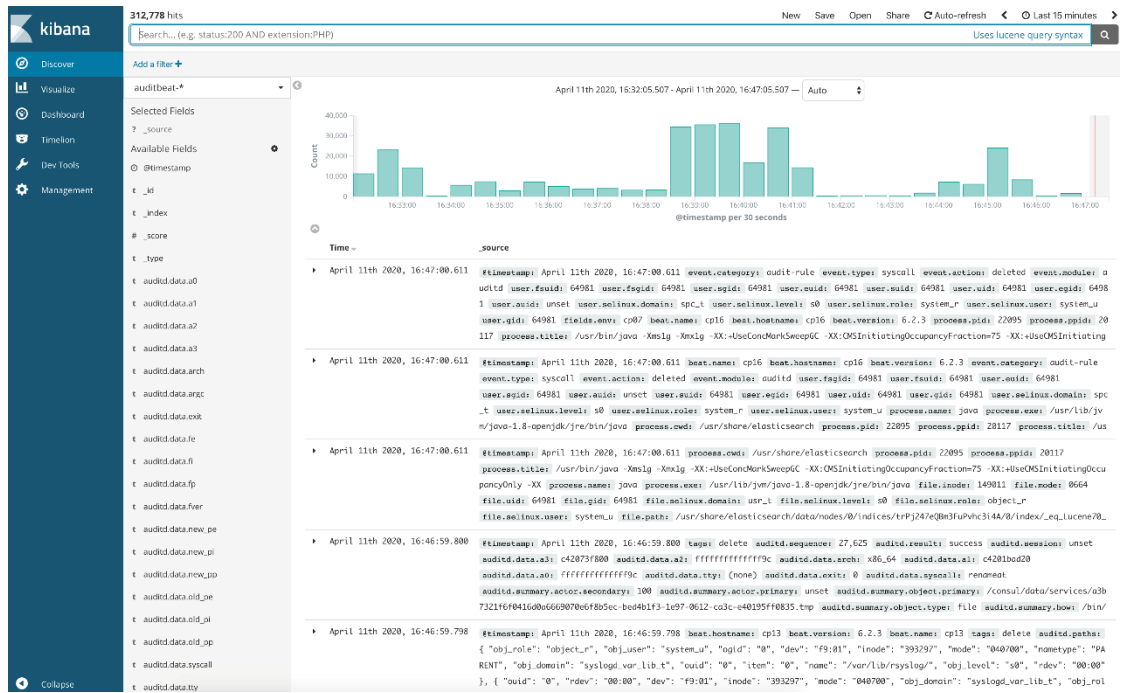 kibana
Discover
Visualize
Dashboard
Timelion
Dev Tools
Management
Collapse
312,778 hits
New Save Open Share Auto-refresh Last 15 minutes
Search... (e.g. status:200 AND extension:PHP)
Uses lucene query syntax
Add a filter +
auditbeat-*
Selected Fields
? _source
Available Fields
@timestamp
t _id
t _index
# _score
t _type
t auditd.data.a0
t auditd.data.a1
t auditd.data.a2
t auditd.data.a3
t auditd.data.arch
t auditd.data.argc
t auditd.data.exit
t auditd.data.fe
t auditd.data.fi
t auditd.data.fp
t auditd.data.fver
t auditd.data.new_pe
t auditd.data.new_pi
t auditd.data.new_pp
t auditd.data.old_pe
t auditd.data.old_pi
t auditd.data.old_pp
t auditd.data.syscall
t auditd.data.tty
April 11th 2020, 16:32:05.507 - April 11th 2020, 16:47:05.507 — Auto
Count
40,000
30,000
20,000
10,000
0
16:33:00 16:34:00 16:35:00 16:36:00 16:37:00 16:38:00 16:39:00 16:40:00 16:41:00 16:42:00 16:43:00 16:44:00 16:45:00 16:46:00 16:47:00
@timestamp per 30 seconds
Time _source
April 11th 2020, 16:47:00.611 @timestamp: April 11th 2020, 16:47:00.611 event.category: audit-rule event.type: syscall event.action: deleted event.module: a
uditd user.fsuid: 64981 user.fsgid: 64981 user.sgid: 64981 user.euid: 64981 user.suid: 64981 user.uid: 64981 user.egid: 6498
1 user.auid: unset user.selinux.domain: spc_t user.selinux.level: s0 user.selinux.role: system_r user.selinux.user: system_u
user.gid: 64981 fields.env: cp07 beat.name: cp16 beat.hostname: cp16 beat.version: 6.2.3 process.pid: 22095 process.ppid: 20
117 process.title: /usr/bin/java -Xms1g -Xmx1g -XX:+UseConcMarkSweepGC -XX:CMSInitiatingOccupancyFraction=75 -XX:+UseCMSInitiating
April 11th 2020, 16:47:00.611 @timestamp: April 11th 2020, 16:47:00.611 beat.name: cp16 beat.hostname: cp16 beat.version: 6.2.3 event.category: audit-rule
event.type: syscall event.action: deleted event.module: auditd user.fsgid: 64981 user.fsuid: 64981 user.euid: 64981
user.sgid: 64981 user.auid: unset user.suid: 64981 user.egid: 64981 user.uid: 64981 user.gid: 64981 user.selinux.domain: spc
_t user.selinux.level: s0 user.selinux.role: system_r user.selinux.user: system_u process.name: java process.exe: /usr/lib/jv
m/java-1.8-openjdk/jre/bin/java process.cwd: /usr/share/elasticsearch process.pid: 22095 process.ppid: 20117 process.title: /us
April 11th 2020, 16:47:00.611 @timestamp: April 11th 2020, 16:47:00.611 process.cwd: /usr/share/elasticsearch process.pid: 22095 process.ppid: 20117
process.title: /usr/bin/java -Xms1g -Xmx1g -XX:+UseConcMarkSweepGC -XX:CMSInitiatingOccupancyFraction=75 -XX:+UseCMSInitiatingOccu
pancyOnly -XX process.name: java process.exe: /usr/lib/jvm/java-1.8-openjdk/jre/bin/java file.inode: 149011 file.mode: 0664
file.uid: 64981 file.gid: 64981 file.selinux.domain: usr_t file.selinux.level: s0 file.selinux.role: object_r
file.selinux.user: system_u file.path: /usr/share/elasticsearch/data/nodes/0/indices/trPj247eQBm3FuPvhc3i4A/0/index/_eq_Lucene70_
April 11th 2020, 16:46:59.800 @timestamp: April 11th 2020, 16:46:59.800 tags: delete auditd.sequence: 27,625 auditd.result: success auditd.session: unset
auditd.data.a3: c42073f800 auditd.data.a2: ffffffffffffff9c auditd.data.arch: x86_64 auditd.data.a1: c4201bad20
auditd.data.a0: ffffffffffffff9c auditd.data.tty: (none) auditd.data.exit: 0 auditd.data.syscall: renameat
auditd.summary.actor.secondary: 100 auditd.summary.actor.primary: unset auditd.summary.object.primary: /consul/data/services/a3b
7321f6f0416d0a6669070e6f8b5ec-bed4b1f3-1e97-0612-ca3c-e40195ff0835.tmp auditd.summary.object.type: file auditd.summary.how: /bin/
April 11th 2020, 16:46:59.798 @timestamp: April 11th 2020, 16:46:59.798 beat.hostname: cp13 beat.version: 6.2.3 beat.name: cp13 tags: delete auditd.paths:
{ "obj_role": "object_r", "obj_user": "system_u", "ogid": "0", "dev": "f9:01", "inode": "393297", "mode": "040700", "nametype": "PA
RENT", "obj_domain": "syslogd_var_lib_t", "ouid": "0", "item": "0", "name": "/var/lib/rsyslog/", "obj_level": "s0", "rdev": "00:00"
}, { "ouid": "0", "rdev": "00:00", "dev": "f9:01", "inode": "393297", "mode": "040700", "obj_domain": "syslogd_var_lib_t", "obj_rol